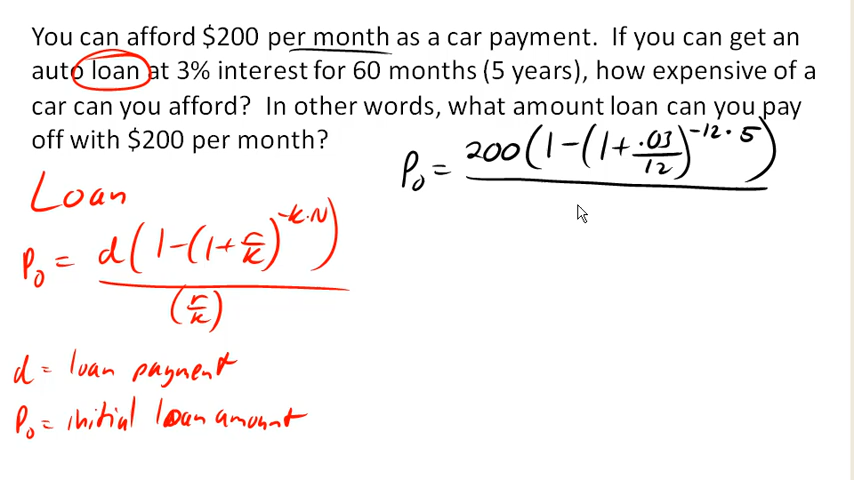 You can afford $200 per month as a car payment. If you can get an
auto loan at 3% interest for 60 months (5 years), how expensive of a
car can you afford? In other words, what amount loan can you pay
off with $200 per month?
P₀ = 200(1-(1+.03/12)^-12·5)
Loan
P₀ = d(1-(1+r/k)^-k·N)/(r/k)
d = loan payment
P₀ = initial loan amount